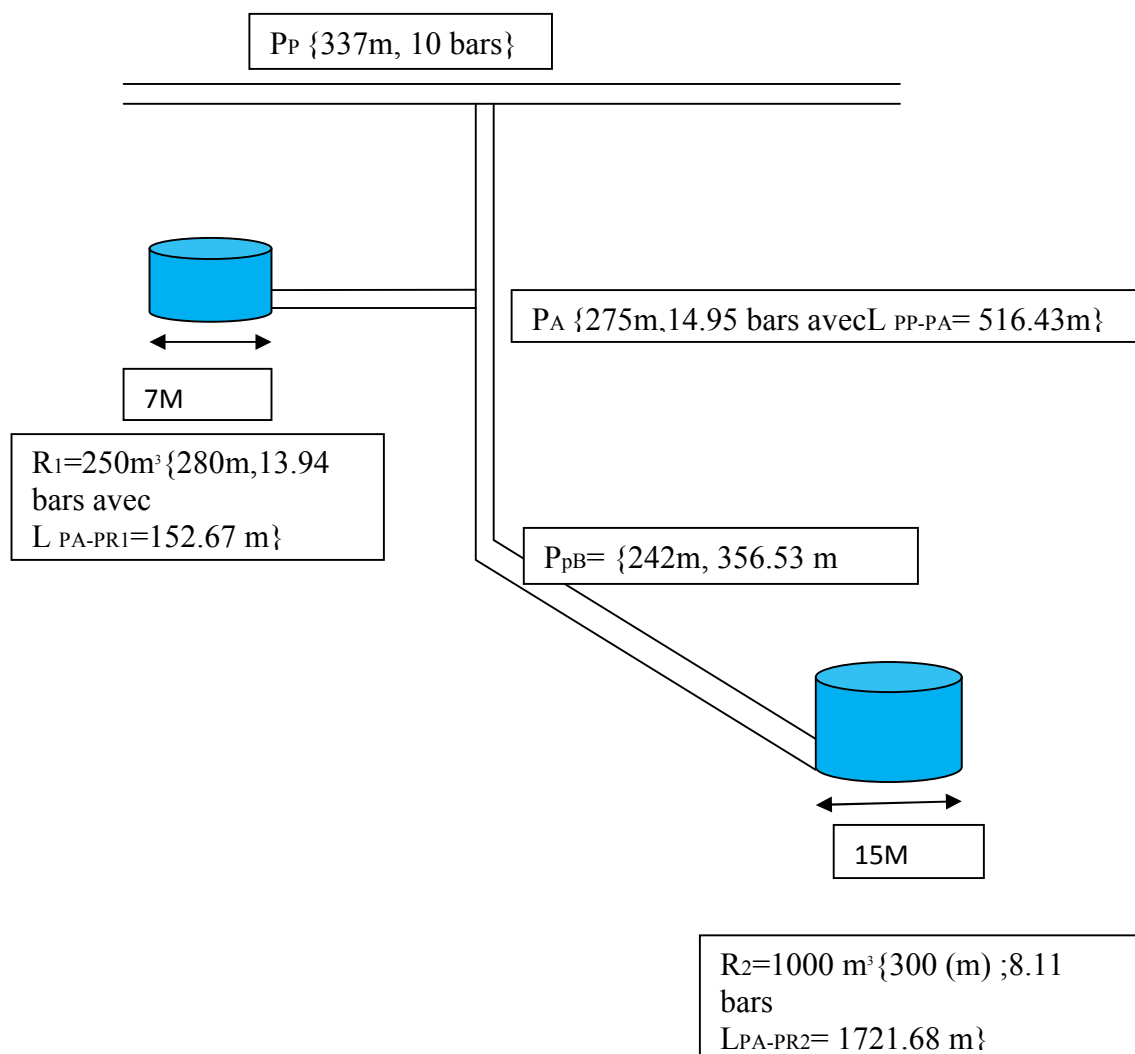 PP {337m, 10 bars}
PA {275m,14.95 bars avecL PP-PA= 516.43m}
7M
R1=250m³{280m,13.94
bars avec
L PA-PR1=152.67 m}
PpB= {242m, 356.53 m
15M
R2=1000 m³{300 (m) ;8.11
bars
LPA-PR2= 1721.68 m}